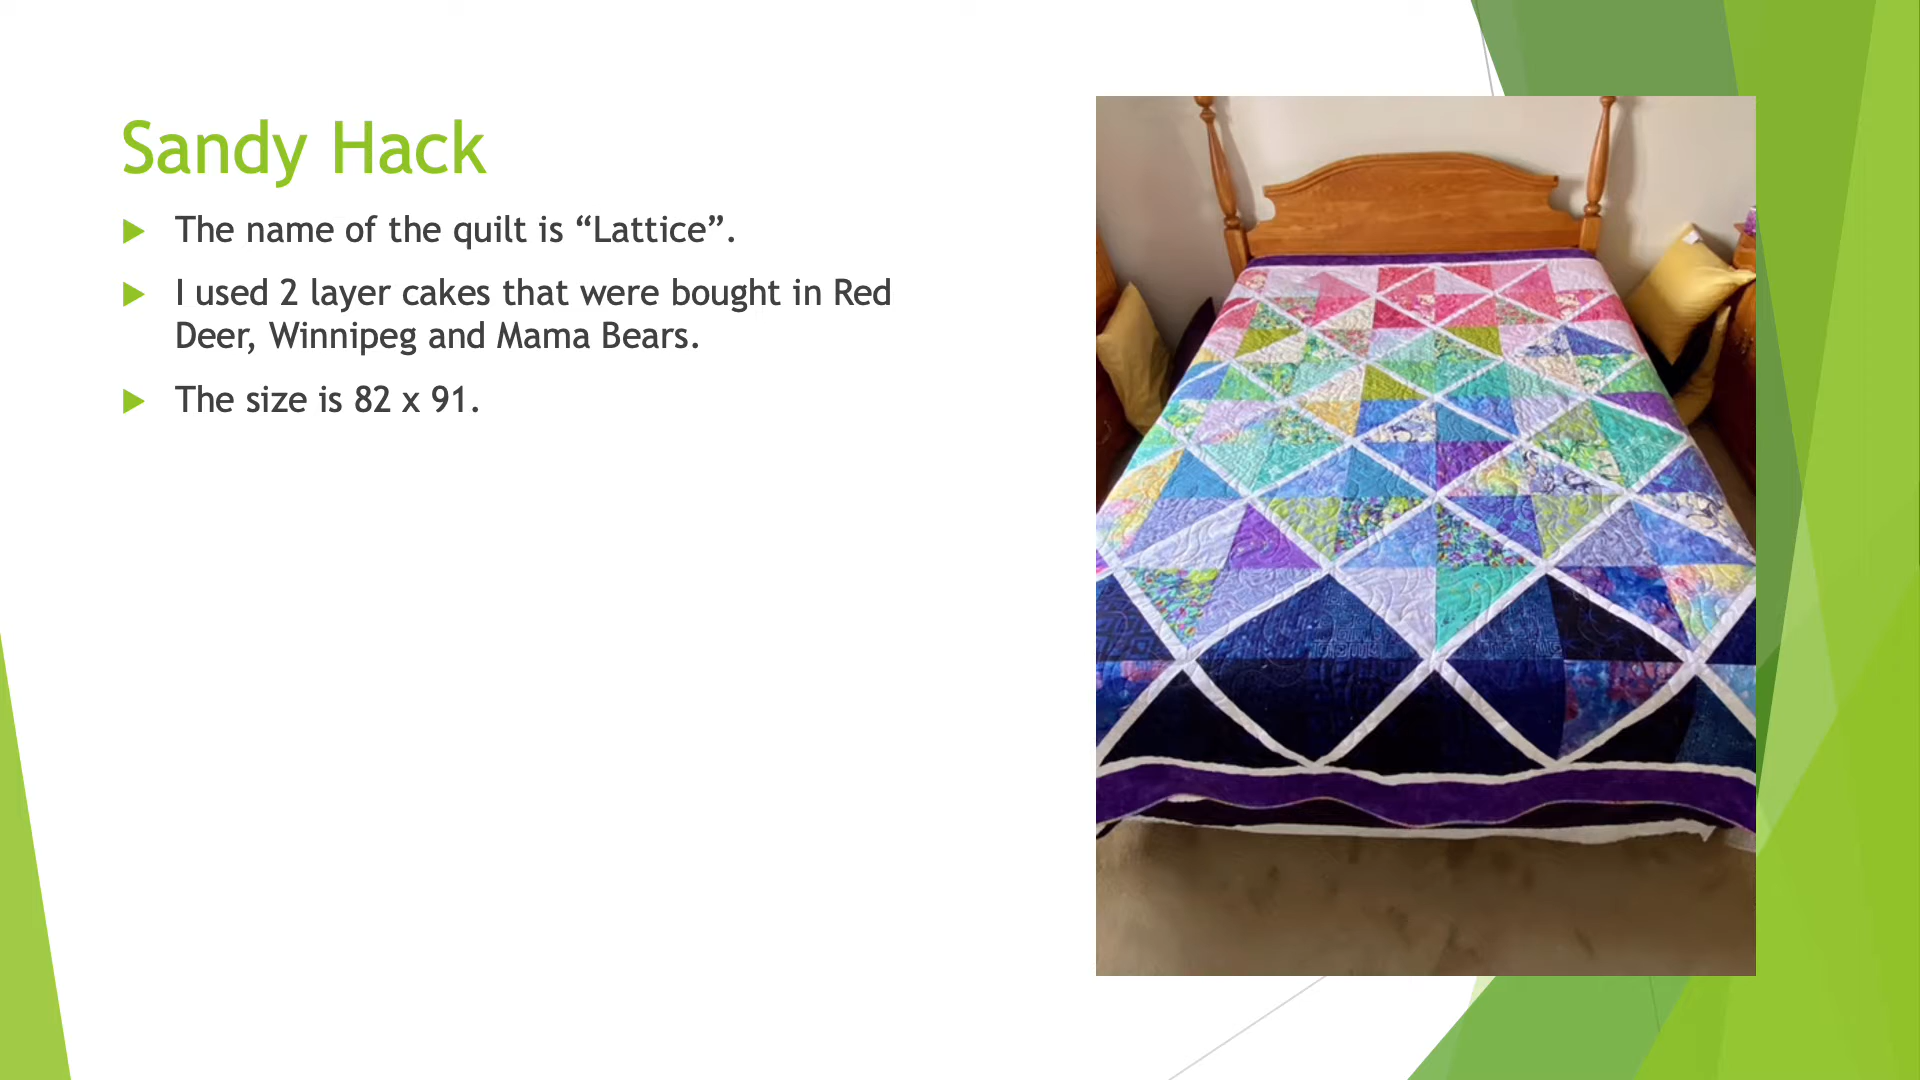 Sandy Hack
The name of the quilt is “Lattice”.
I used 2 layer cakes that were bought in Red
Deer, Winnipeg and Mama Bears.
The size is 82 x 91.